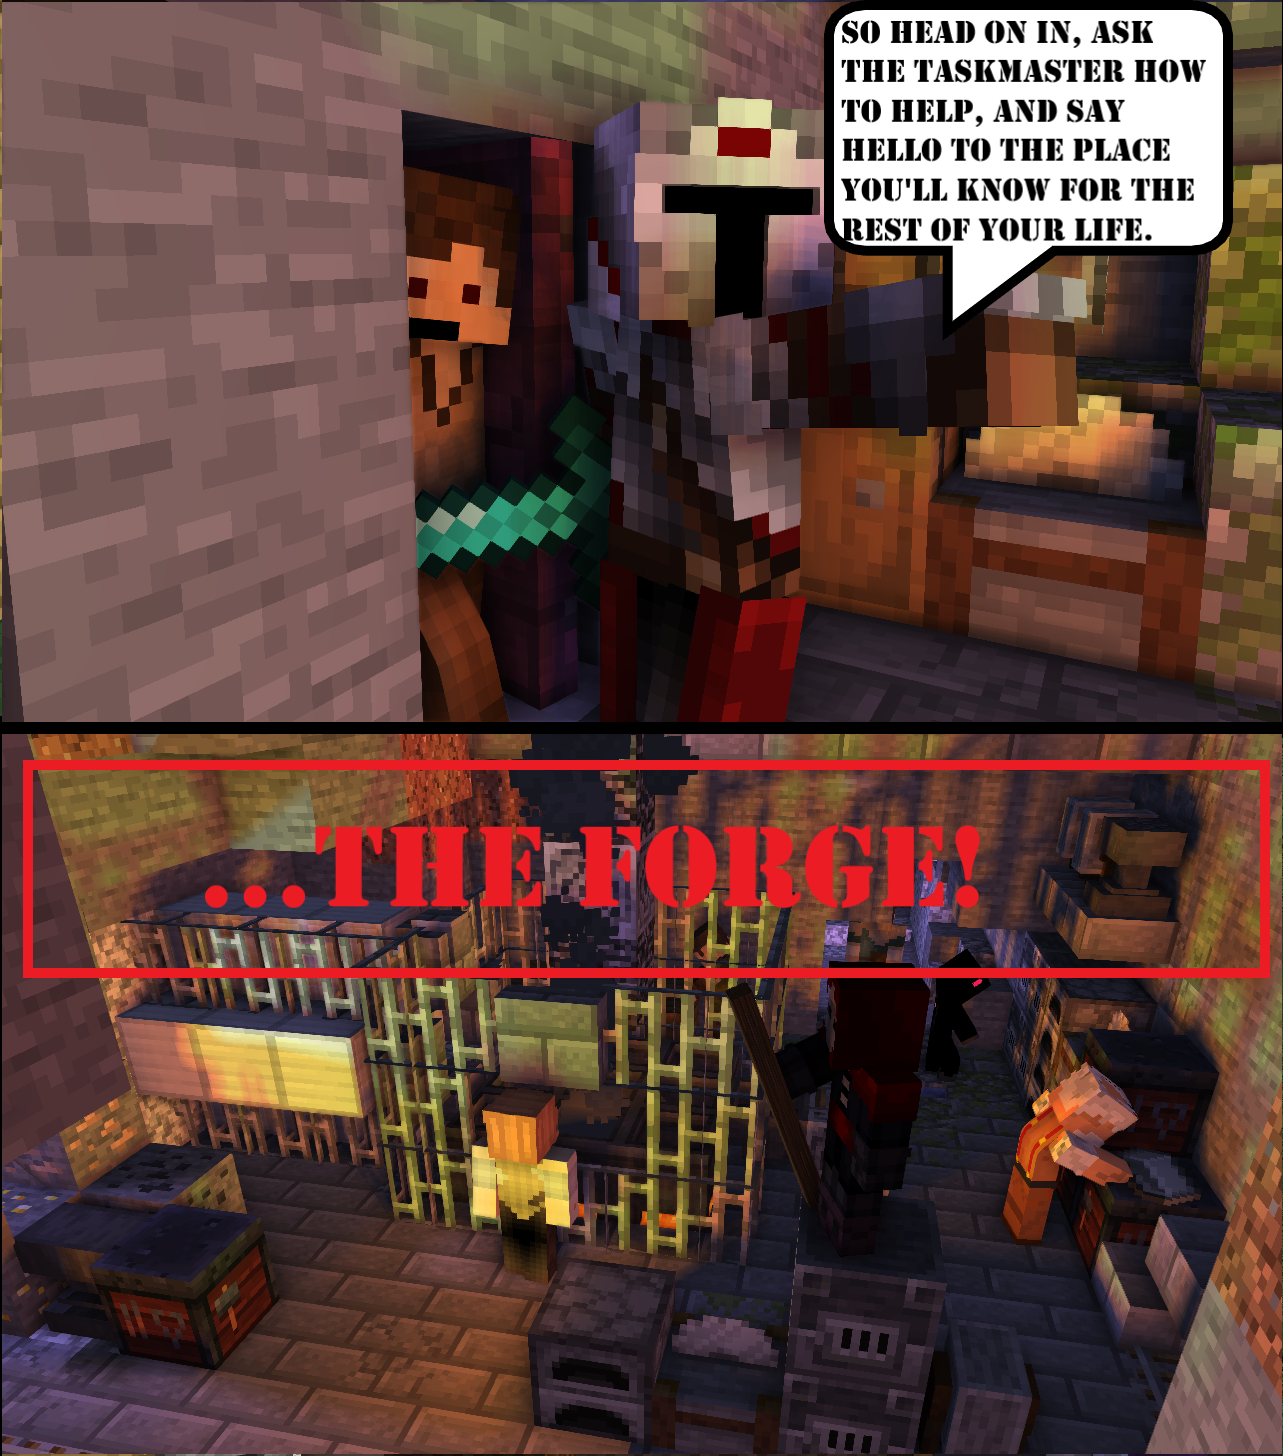 SO HEAD ON IN, ASK
THE TASKMASTER HOW
TO HELP, AND SAY
HELLO TO THE PLACE
YOU'LL KNOW FOR THE
REST OF YOUR LIFE.
...THE FORGE!